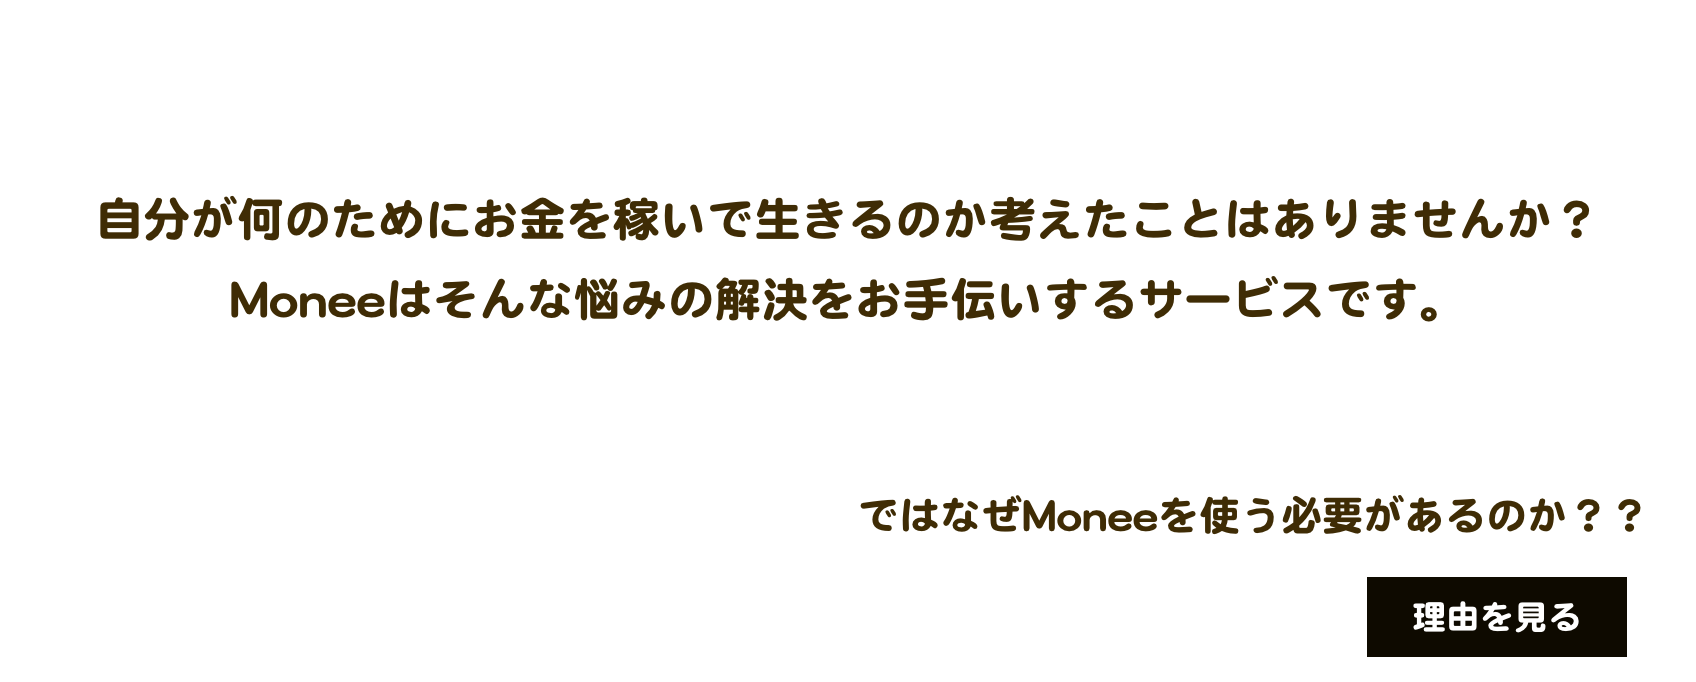 自分が何のためにお金を稼いで生きるのか考えたことはありませんか？
Moneeはそんな悩みの解決をお手伝いするサービスです。
ではなぜMoneeを使う必要があるのか？？
理由を見る